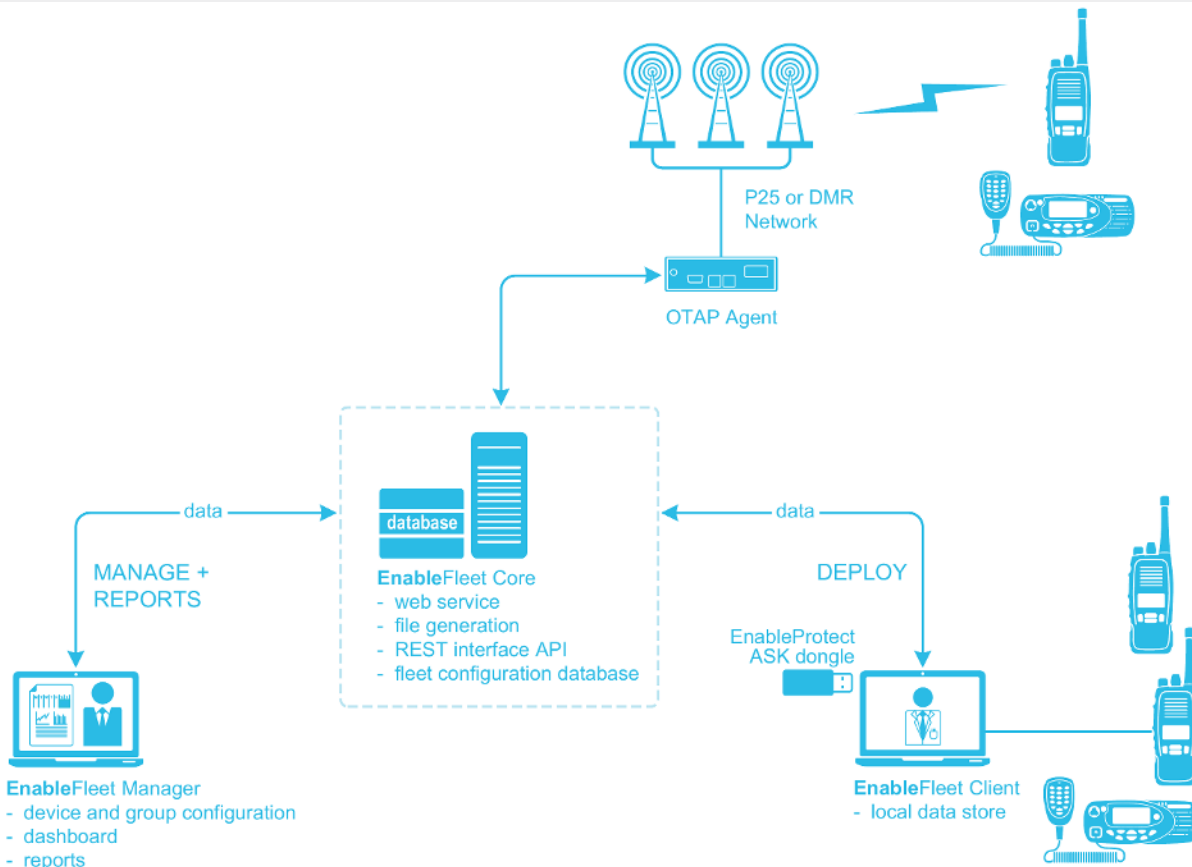 P25 or DMR
Network
OTAP Agent
data
data
database
MANAGE +
REPORTS
DEPLOY
EnableFleet Core
- web service
- file generation
- REST interface API
- fleet configuration database
EnableProtect
ASK dongle
EnableFleet Manager
- device and group configuration
- dashboard
- reports
EnableFleet Client
- local data store